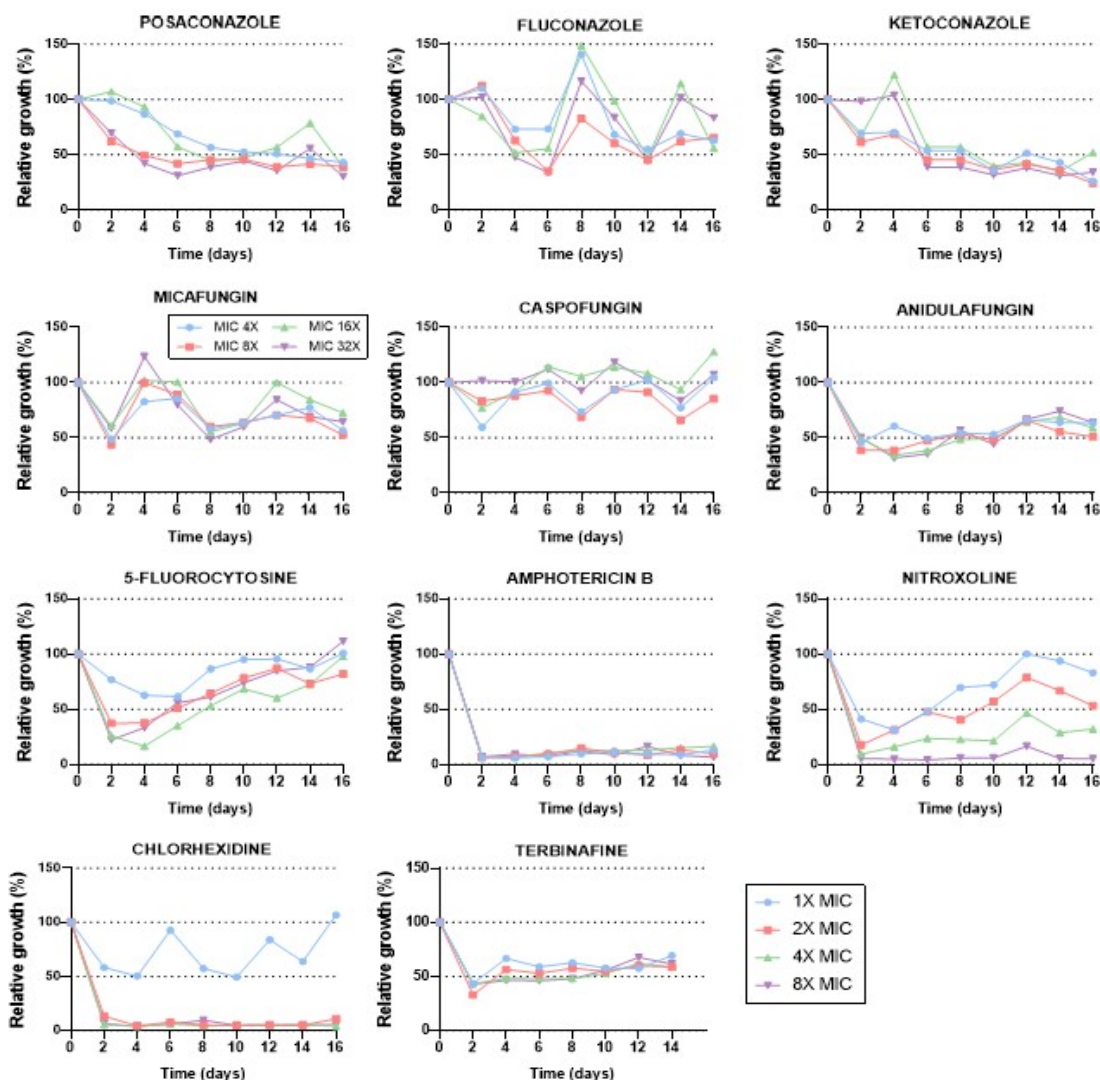 POSACONAZOLE
FLUCONAZOLE
KETOCONAZOLE
Relative growth (%)
150
100
50
0
0 2 4 6 8 10 12 14 16
Time (days)
Relative growth (%)
150
100
50
0
0 2 4 6 8 10 12 14 16
Time (days)
Relative growth (%)
150
100
50
0
0 2 4 6 8 10 12 14 16
Time (days)
MICAFUNGIN
CASPOFUNGIN
ANIDULAFUNGIN
MIC 4X MIC 16X
MIC 8X MIC 32X
Relative growth (%)
150
100
50
0
0 2 4 6 8 10 12 14 16
Time (days)
Relative growth (%)
150
100
50
0
0 2 4 6 8 10 12 14 16
Time (days)
Relative growth (%)
150
100
50
0
0 2 4 6 8 10 12 14 16
Time (days)
5-FLUOROCYTOSINE
AMPHOTERICIN B
NITROXOLINE
Relative growth (%)
150
100
50
0
0 2 4 6 8 10 12 14 16
Time (days)
Relative growth (%)
150
100
50
0
0 2 4 6 8 10 12 14 16
Time (days)
Relative growth (%)
150
100
50
0
0 2 4 6 8 10 12 14 16
Time (days)
CHLORHEXIDINE
TERBINAFINE
Relative growth (%)
150
100
50
0
0 2 4 6 8 10 12 14 16
Time (days)
Relative growth (%)
150
100
50
0
0 2 4 6 8 10 12 14
Time (days)
1X MIC
2X MIC
4X MIC
8X MIC